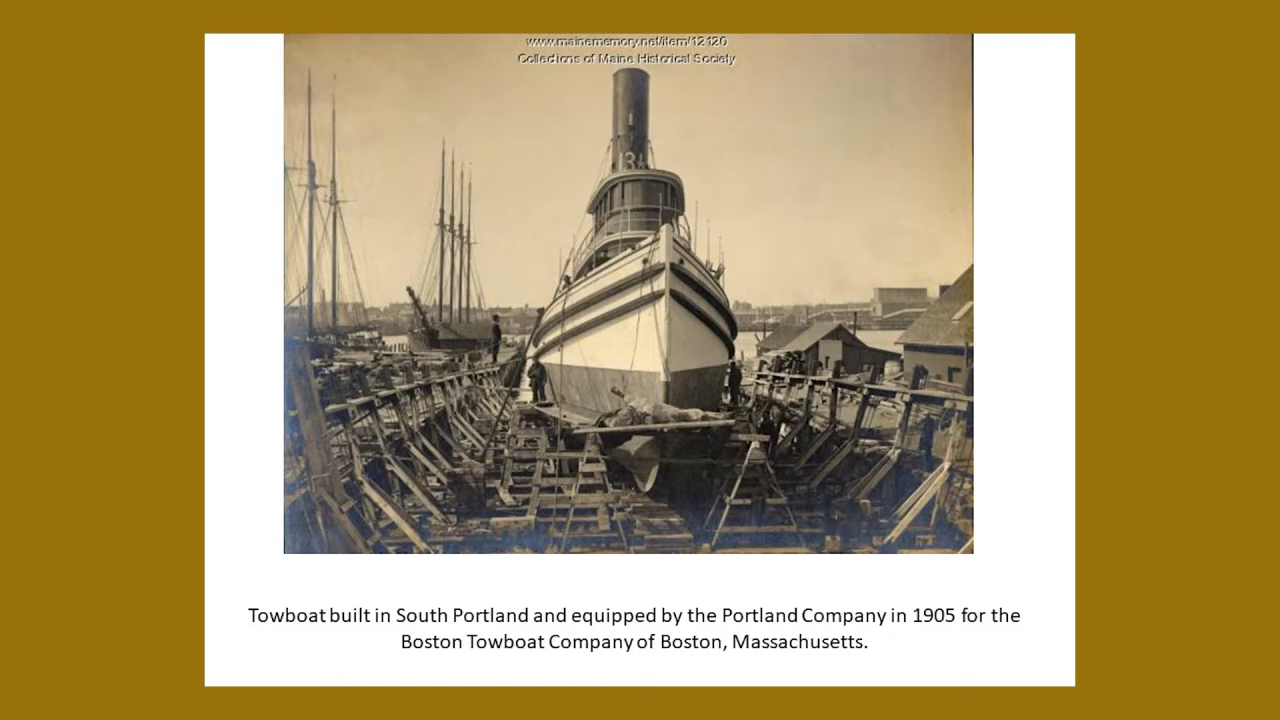 www.mainememory.net/item/12120
Collections of Maine Historical Society
Towboat built in South Portland and equipped by the Portland Company in 1905 for the
Boston Towboat Company of Boston, Massachusetts.